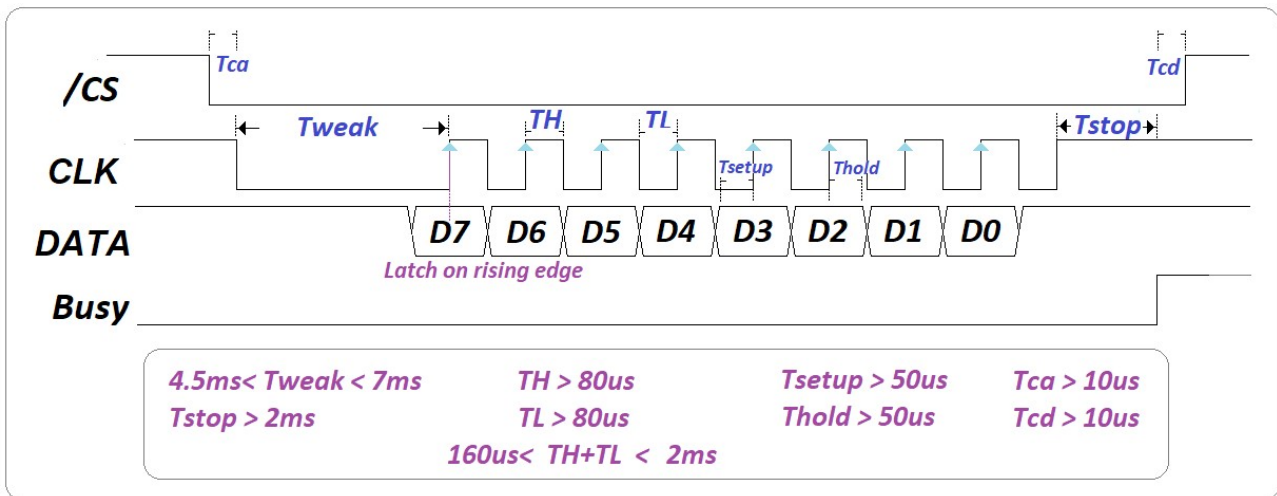 Tca
Tcd
/CS
Tweak
TH
TL
Tstop
CLK
Tsetup
Thold
DATA
D7
D6
D5
D4
D3
D2
D1
D0
Latch on rising edge
Busy
4.5ms< Tweak < 7ms
TH > 80us
Tsetup > 50us
Tca > 10us
Tstop > 2ms
TL > 80us
Thold > 50us
Tcd > 10us
160us< TH+TL < 2ms